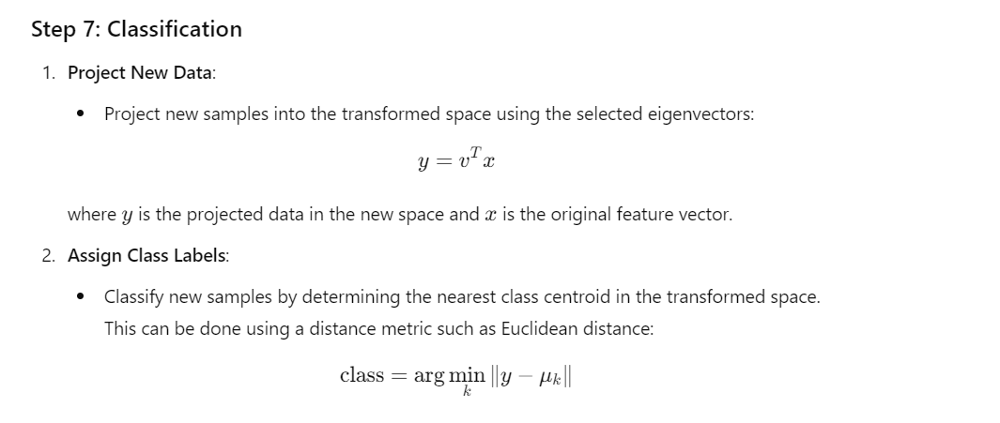 Step 7: Classification
1. Project New Data:
• Project new samples into the transformed space using the selected eigenvectors:
y = v^T x
where y is the projected data in the new space and x is the original feature vector.
2. Assign Class Labels:
• Classify new samples by determining the nearest class centroid in the transformed space.
This can be done using a distance metric such as Euclidean distance:
class = arg min_k ||y − μ_k||